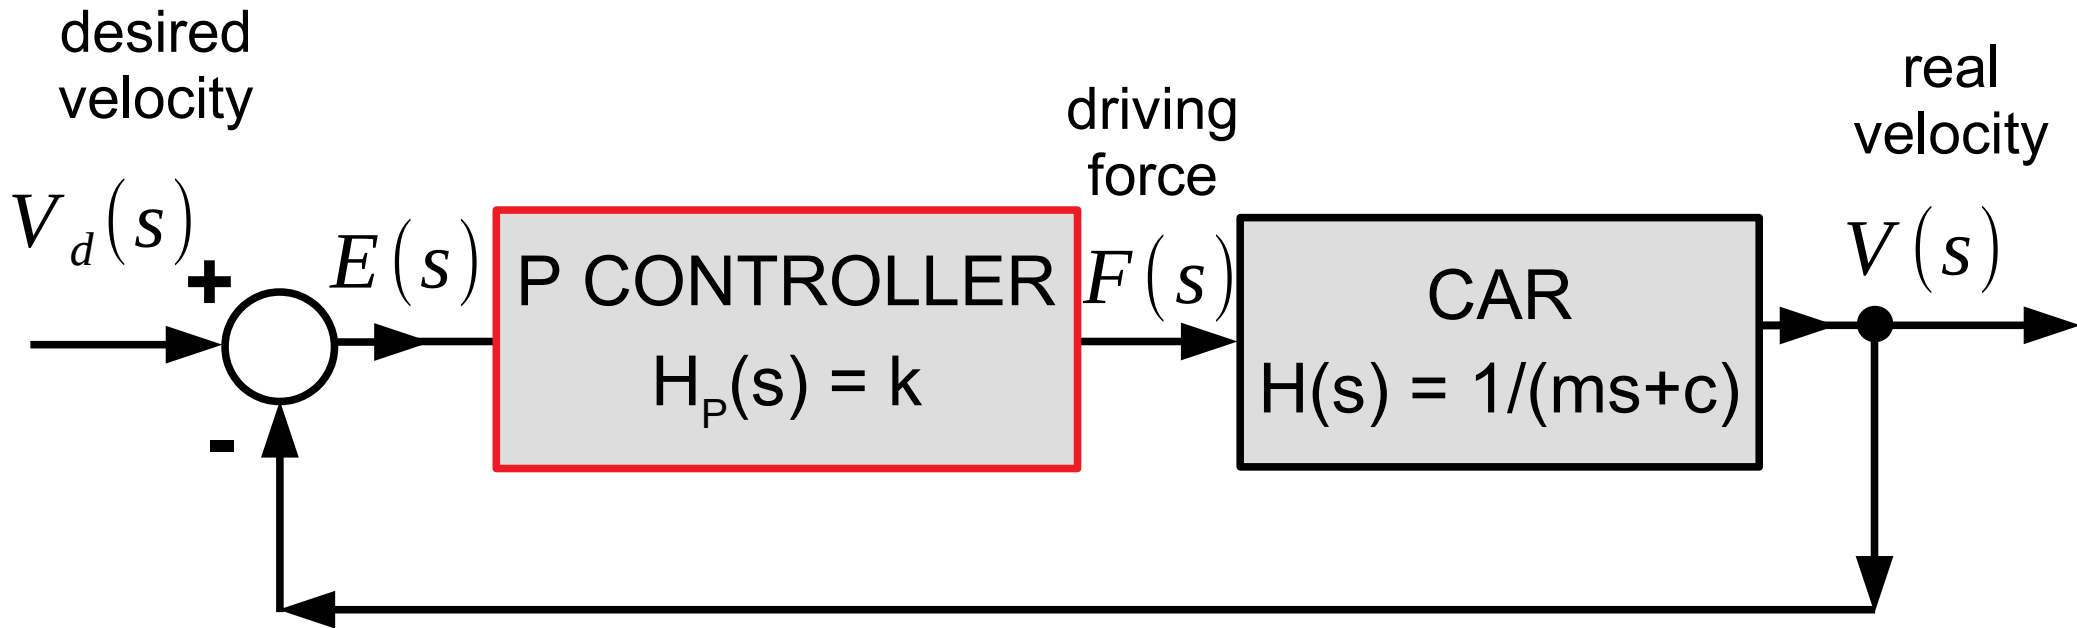 desired
velocity
real
velocity
driving
force
V_d(s)
+
E(s)
P CONTROLLER
H_P(s) = k
F(s)
CAR
H(s) = 1/(ms+c)
V(s)
-